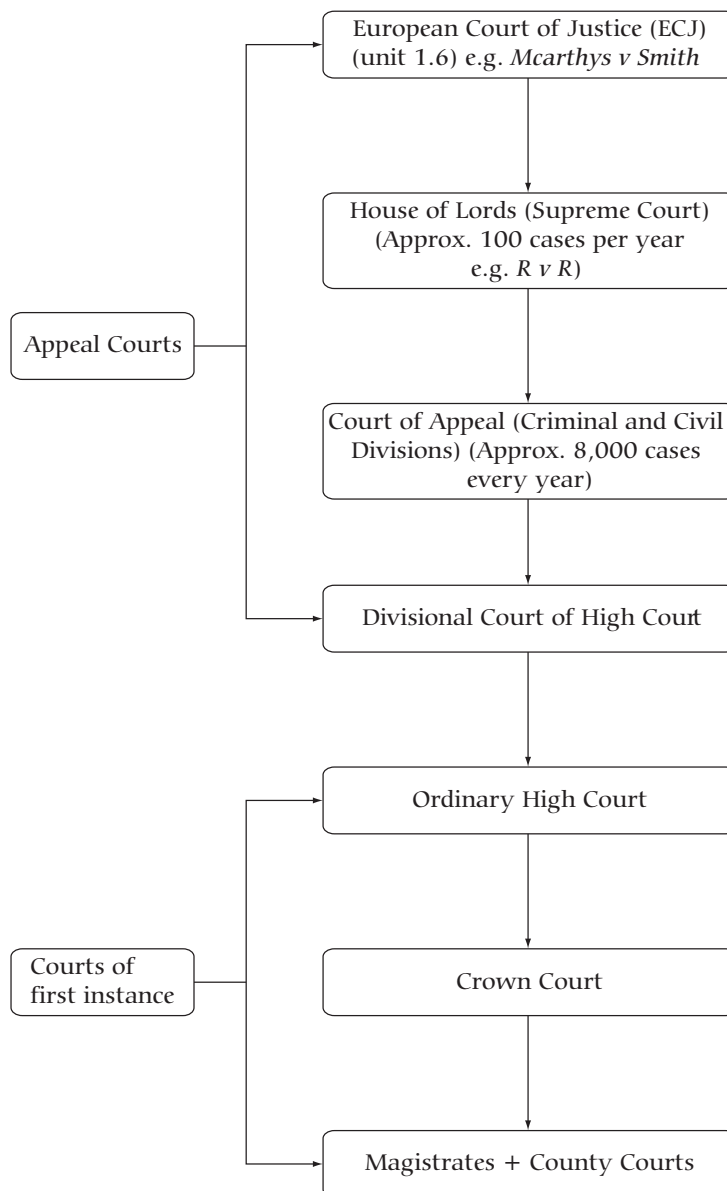 European Court of Justice (ECJ)
(unit 1.6) e.g. Mcarthys v Smith
House of Lords (Supreme Court)
(Approx. 100 cases per year
e.g. R v R)
Appeal Courts
Court of Appeal (Criminal and Civil
Divisions) (Approx. 8,000 cases
every year)
Divisional Court of High Court
Ordinary High Court
Courts of
first instance
Crown Court
Magistrates + County Courts